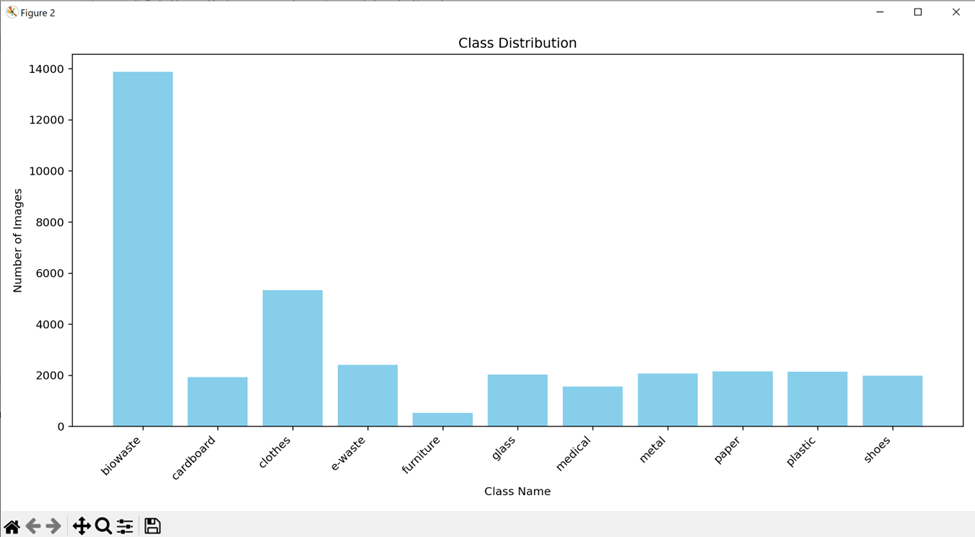 Figure 2
Class Distribution
14000
12000
10000
8000
6000
4000
2000
0
Number of Images
biowaste
cardboard
clothes
e-waste
furniture
glass
medical
metal
paper
plastic
shoes
Class Name